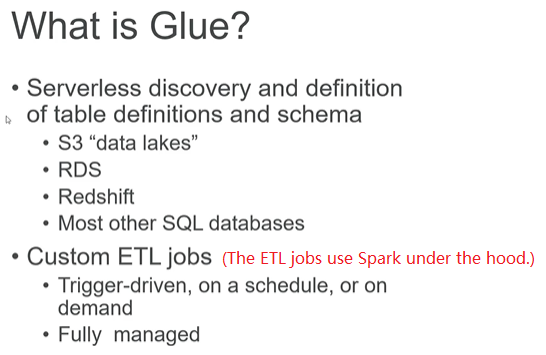 What is Glue?
• Serverless discovery and definition
of table definitions and schema
• S3 “data lakes”
• RDS
• Redshift
• Most other SQL databases
• Custom ETL jobs (The ETL jobs use Spark under the hood.)
• Trigger-driven, on a schedule, or on
demand
• Fully managed